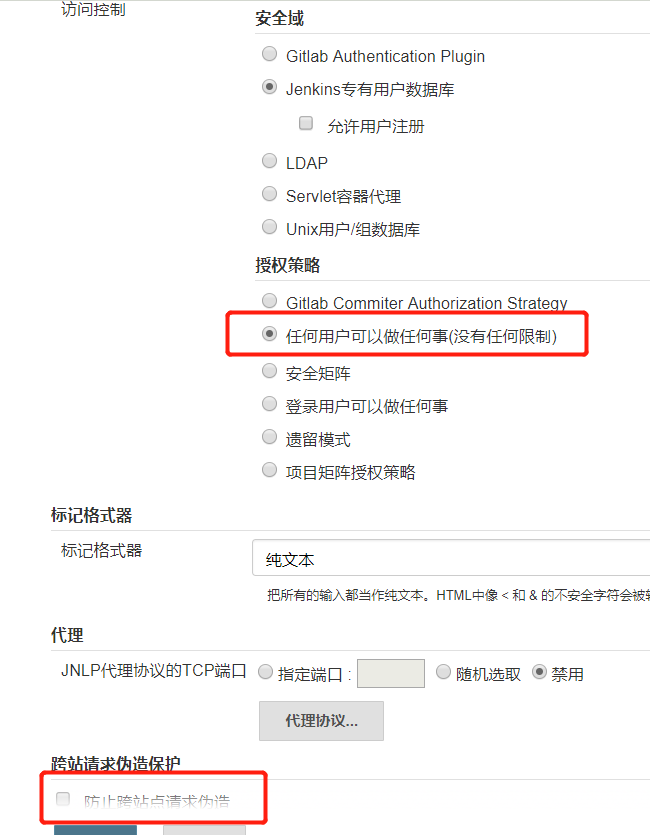 访问控制
安全域
Gitlab Authentication Plugin
Jenkins专有用户数据库
允许用户注册
LDAP
Servlet容器代理
Unix用户/组数据库
授权策略
Gitlab Commiter Authorization Strategy
任何用户可以做任何事(没有任何限制)
安全矩阵
登录用户可以做任何事
遗留模式
项目矩阵授权策略
标记格式器
标记格式器
纯文本
把所有的输入都当作纯文本。HTML中像 < 和 & 的不安全字符会被转
代理
JNLP代理协议的TCP端口 指定端口 : 随机选取 禁用
代理协议...
跨站请求伪造保护
防止跨站点请求伪造